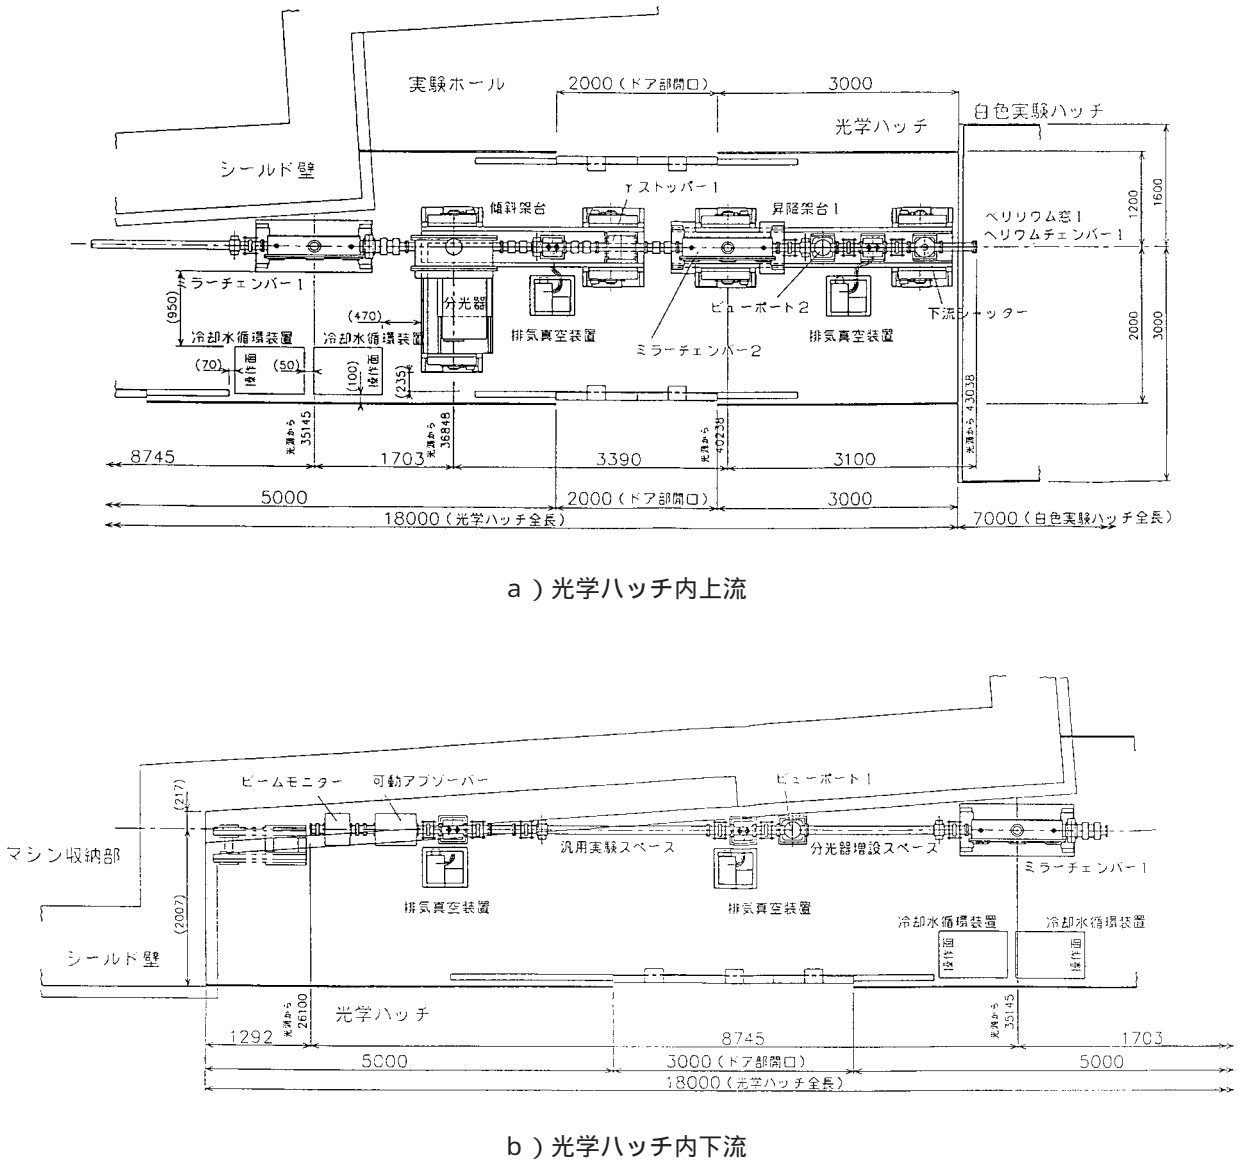 実験ホール
2000(ドア部開口)
3000
光学ハッチ
白色実験ハッチ
シールド壁
γストッパー1
傾斜架台
昇降架台1
1200
1600
ベリリウム窓1
ヘリウムチェンバー1
ミラーチェンバー1
(950)
分光器
(470)
ビューポート2
下流シャッター
冷却水循環装置
冷却水循環装置
排気真空装置
ミラーチェンバー2
排気真空装置
2000
3000
(70)
操作面
(50)
(100)
操作面
(235)
光源から
35145
光源から
36848
光源から
40238
光源から 43038
8745
1703
3390
3100
5000
2000(ドア部開口)
3000
18000(光学ハッチ全長)
7000(白色実験ハッチ全長)
a)光学ハッチ内上流
(217)
ビームモニター
可動アブソーバー
ビューポート1
マシン収納部
汎用実験スペース
分光器増設スペース
ミラーチェンバー1
(2007)
排気真空装置
排気真空装置
冷却水循環装置
冷却水循環装置
シールド壁
操作面
操作面
光源から
26100
光学ハッチ
光源から
35145
1292
8745
1703
5000
3000(ドア部開口)
5000
18000(光学ハッチ全長)
b)光学ハッチ内下流